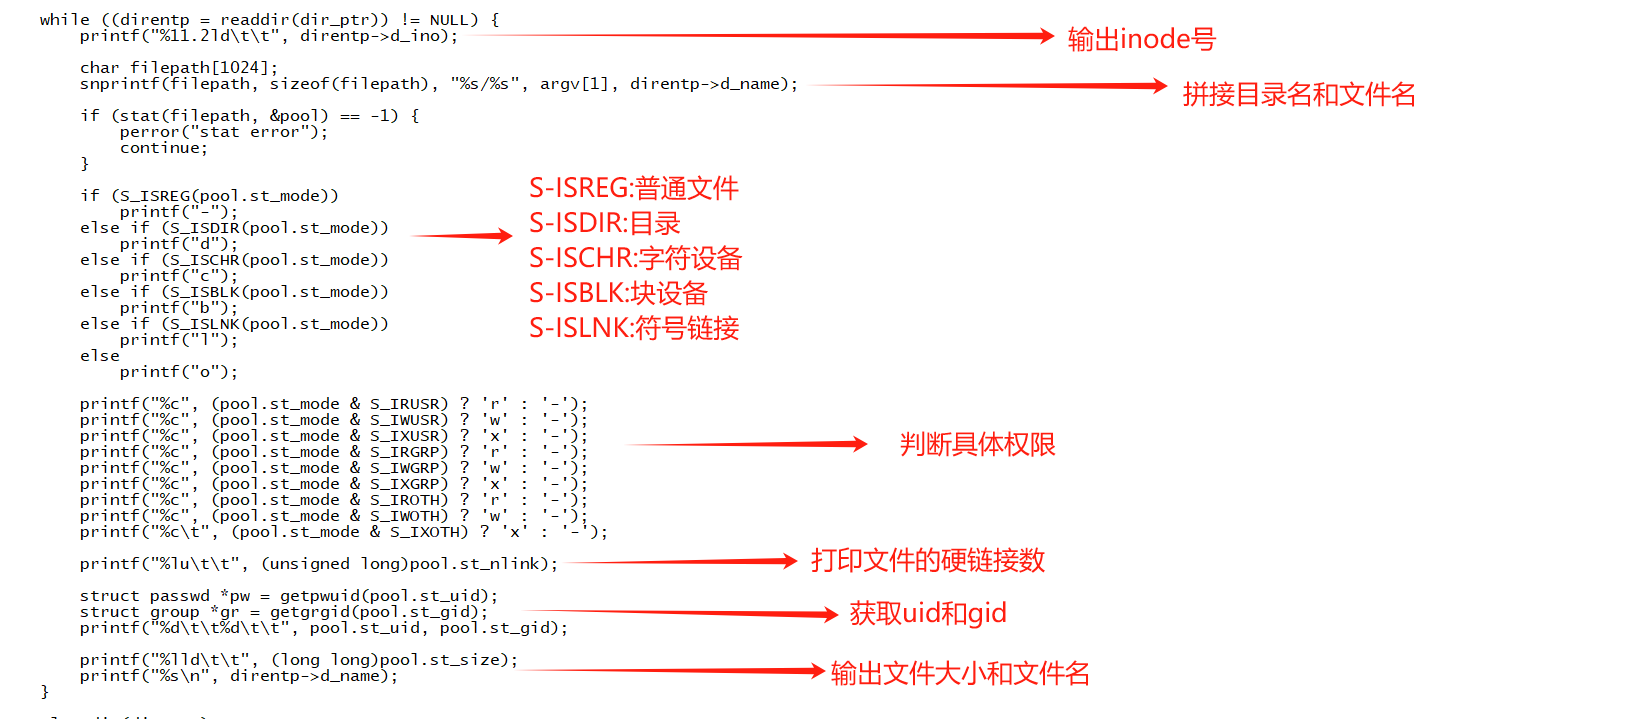 while ((direntp = readdir(dir_ptr)) != NULL) {
printf("%11.2ld\t\t", direntp->d_ino);
输出inode号
char filepath[1024];
snprintf(filepath, sizeof(filepath), "%s/%s", argv[1], direntp->d_name);
拼接目录名和文件名
if (stat(filepath, &pool) == -1) {
perror("stat error");
continue;
}
if (S_ISREG(pool.st_mode))
printf("-");
else if (S_ISDIR(pool.st_mode))
printf("d");
else if (S_ISCHR(pool.st_mode))
printf("c");
else if (S_ISBLK(pool.st_mode))
printf("b");
else if (S_ISLNK(pool.st_mode))
printf("l");
else
printf("o");
S-ISREG:普通文件
S-ISDIR:目录
S-ISCHR:字符设备
S-ISBLK:块设备
S-ISLNK:符号链接
printf("%c", (pool.st_mode & S_IRUSR) ? 'r' : '-');
printf("%c", (pool.st_mode & S_IWUSR) ? 'w' : '-');
printf("%c", (pool.st_mode & S_IXUSR) ? 'x' : '-');
printf("%c", (pool.st_mode & S_IRGRP) ? 'r' : '-');
printf("%c", (pool.st_mode & S_IWGRP) ? 'w' : '-');
printf("%c", (pool.st_mode & S_IXGRP) ? 'x' : '-');
printf("%c", (pool.st_mode & S_IROTH) ? 'r' : '-');
printf("%c", (pool.st_mode & S_IWOTH) ? 'w' : '-');
printf("%c\t", (pool.st_mode & S_IXOTH) ? 'x' : '-');
判断具体权限
printf("%lu\t\t", (unsigned long)pool.st_nlink);
打印文件的硬链接数
struct passwd *pw = getpwuid(pool.st_uid);
struct group *gr = getgrgid(pool.st_gid);
printf("%d\t\t%d\t\t", pool.st_uid, pool.st_gid);
获取uid和gid
printf("%lld\t\t", (long long)pool.st_size);
printf("%s\n", direntp->d_name);
输出文件大小和文件名
}